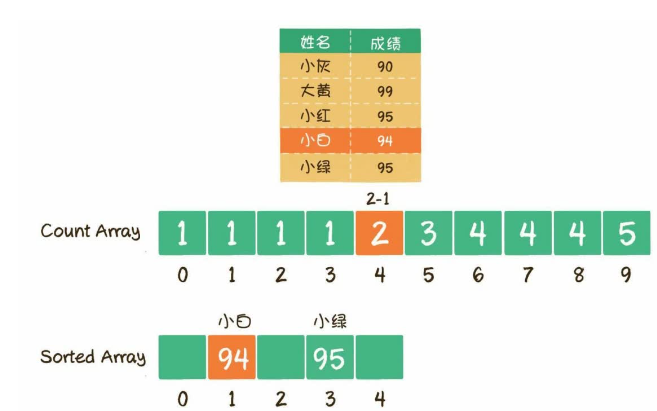 姓名 成绩
小灰 90
大黄 99
小红 95
小白 94
小绿 95
2-1
Count Array 1 1 1 1 2 3 4 4 4 5
0 1 2 3 4 5 6 7 8 9
小白 小绿
Sorted Array 94 95
0 1 2 3 4